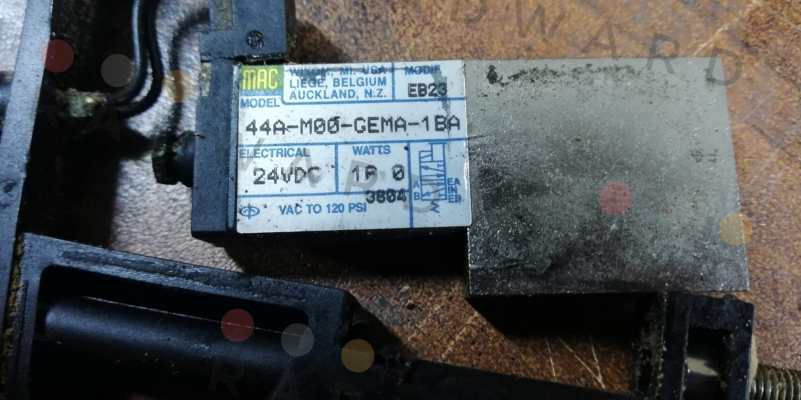 MAC
WIXOM, MI. USA
LIEGE, BELGIUM
AUCKLAND, N.Z.
MODIF.
EB23
MODEL
44A-M00-GEMA-1BA
ELECTRICAL
24VDC
WATTS
3804
A
B
EA
IN
EB
VAC TO 120 PSI